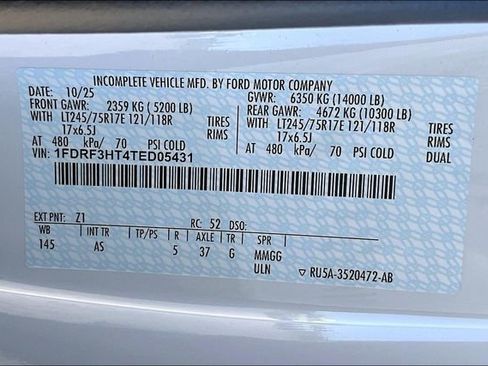 INCOMPLETE VEHICLE MFD. BY FORD MOTOR COMPANY
DATE: 10/25 GVWR: 6350 KG (14000 LB)
FRONT GAWR: 2359 KG (5200 LB) REAR GAWR: 4672 KG (10300 LB)
WITH LT245/75R17E 121/118R TIRES WITH LT245/75R17E 121/118R TIRES
17x6.5J RIMS 17x6.5J RIMS
AT 480 kPa/ 70 PSI COLD AT 480 kPa/ 70 PSI COLD DUAL
VIN: 1FDRF3HT4TED05431
EXT PNT: Z1 RC: 52 DSO:
WB INT TR TP/PS R AXLE TR SPR
145 AS 5 37 G MMGG
ULN RU5A-3520472-AB